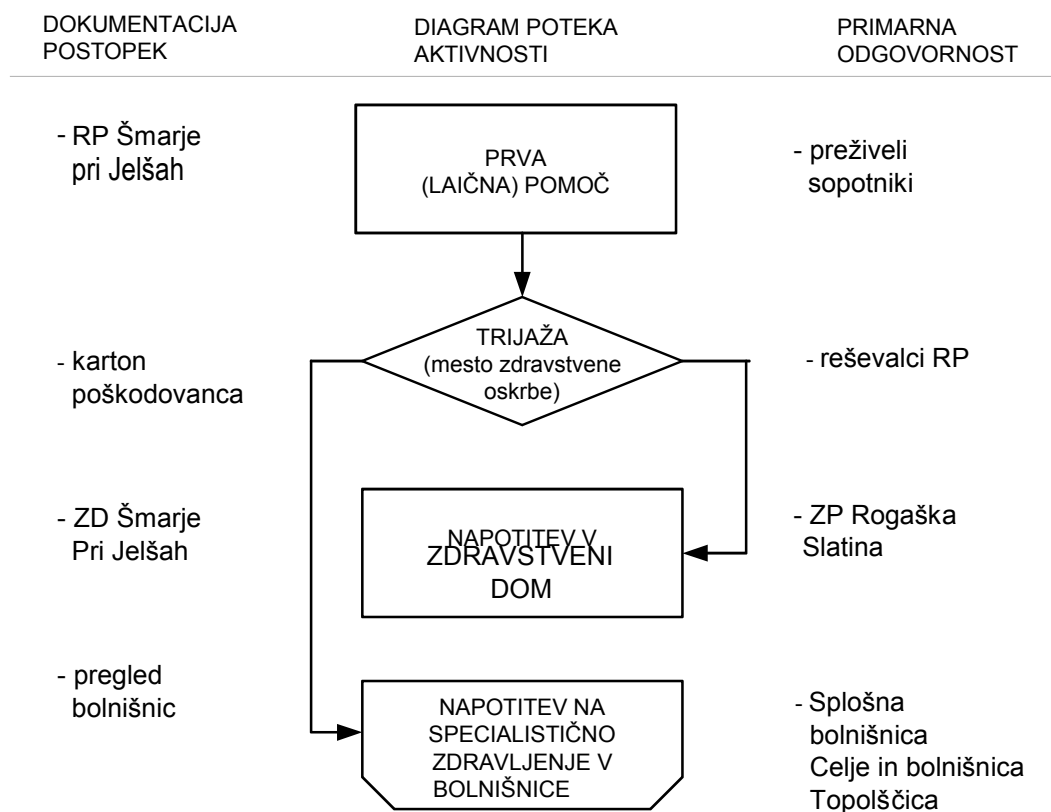 DOKUMENTACIJA
POSTOPEK
DIAGRAM POTEKA
AKTIVNOSTI
PRIMARNA
ODGOVORNOST
- RP Šmarje
pri Jelšah
PRVA
(LAIČNA) POMOČ
- preživeli
sopotniki
- karton
poškodovanca
TRIJAŽA
(mesto zdravstvene
oskrbe)
- reševalci RP
- ZD Šmarje
Pri Jelšah
NAPOTITEV V
ZDRAVSTVENI
DOM
- ZP Rogaška
Slatina
- pregled
bolnišnic
NAPOTITEV NA
SPECIALISTIČNO
ZDRAVLJENJE V
BOLNIŠNICE
- Splošna
bolnišnica
Celje in bolnišnica
Topolščica